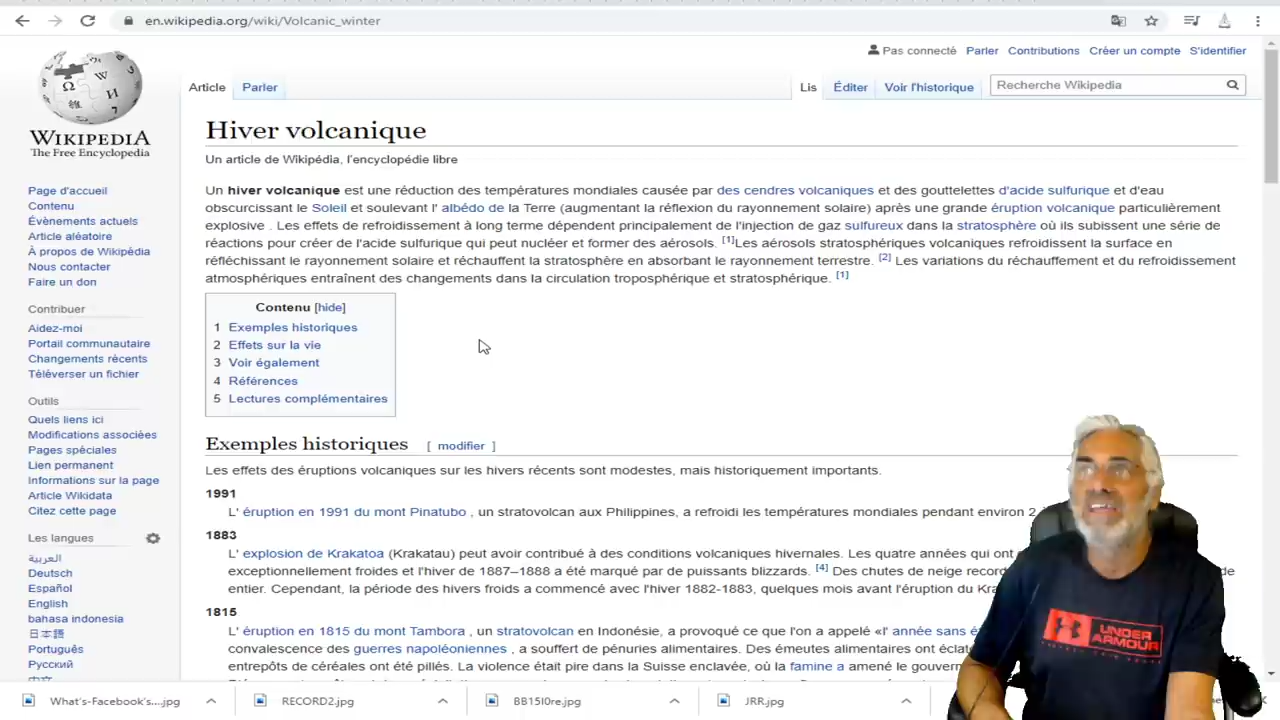 en.wikipedia.org/wiki/Volcanic_winter
Pas connecté Parler Contributions Créer un compte S'identifier
Article Parler Lis Éditer Voir l'historique Recherche Wikipedia
WIKIPEDIA
The Free Encyclopedia
Page d'accueil
Contenu
Évènements actuels
Article aléatoire
À propos de Wikipédia
Nous contacter
Faire un don
Contribuer
Aidez-moi
Portail communautaire
Changements récents
Téléverser un fichier
Outils
Quels liens ici
Modifications associées
Pages spéciales
Lien permanent
Informations sur la page
Article Wikidata
Citez cette page
Les langues
العربية
Deutsch
Español
English
bahasa indonesia
日本語
Português
Русский
中文
Hiver volcanique
Un article de Wikipédia, l'encyclopédie libre
Un hiver volcanique est une réduction des températures mondiales causée par des cendres volcaniques et des gouttelettes d'acide sulfurique et d'eau
obscurcissant le Soleil et soulevant l' albédo de la Terre (augmentant la réflexion du rayonnement solaire) après une grande éruption volcanique particulièrement
explosive . Les effets de refroidissement à long terme dépendent principalement de l'injection de gaz sulfureux dans la stratosphère où ils subissent une série de
réactions pour créer de l'acide sulfurique qui peut nucléer et former des aérosols. [1]Les aérosols stratosphériques volcaniques refroidissent la surface en
réfléchissant le rayonnement solaire et réchauffent la stratosphère en absorbant le rayonnement terrestre. [2] Les variations du réchauffement et du refroidissement
atmosphériques entraînent des changements dans la circulation troposphérique et stratosphérique. [1]
Contenu [hide]
1 Exemples historiques
2 Effets sur la vie
3 Voir également
4 Références
5 Lectures complémentaires
Exemples historiques [ modifier ]
Les effets des éruptions volcaniques sur les hivers récents sont modestes, mais historiquement importants.
1991
L' éruption en 1991 du mont Pinatubo , un stratovolcan aux Philippines, a refroidi les températures mondiales pendant environ 2
1883
L' explosion de Krakatoa (Krakatau) peut avoir contribué à des conditions volcaniques hivernales. Les quatre années qui ont
exceptionnellement froides et l'hiver de 1887–1888 a été marqué par de puissants blizzards. [4] Des chutes de neige record de
entier. Cependant, la période des hivers froids a commencé avec l'hiver 1882-1883, quelques mois avant l'éruption du Kra
1815
L' éruption en 1815 du mont Tambora , un stratovolcan en Indonésie, a provoqué ce que l'on a appelé «l' année sans é
convalescence des guerres napoléoniennes , a souffert de pénuries alimentaires. Des émeutes alimentaires ont éclat
entrepôts de céréales ont été pillés. La violence était pire dans la Suisse enclavée, où la famine a amené le gouvern
UNDER
ARMOUR
What's-Facebook's....jpg RECORD2.jpg BB15I0re.jpg JRR.jpg